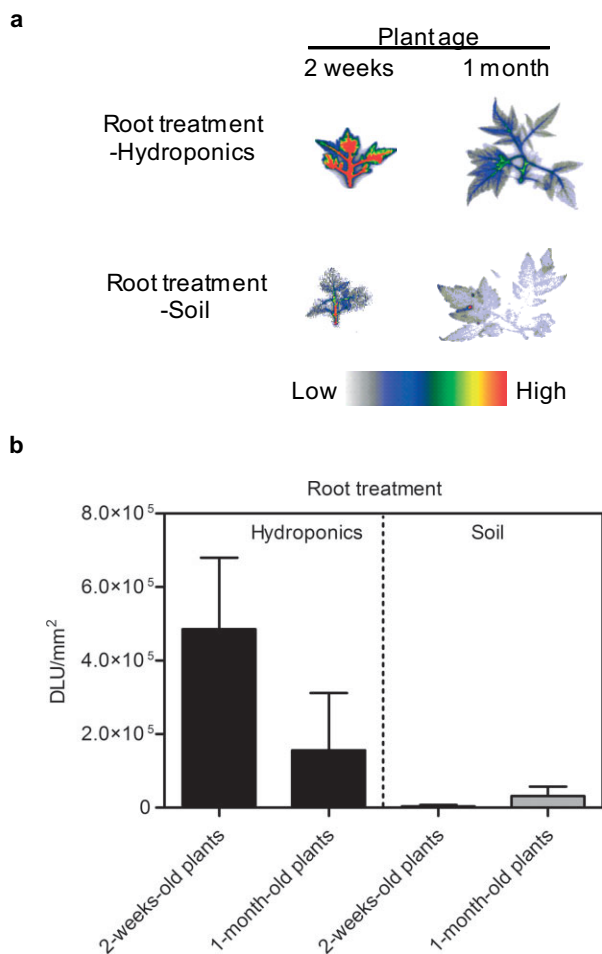 a
Plant age
2 weeks 1 month
Root treatment
-Hydroponics
Root treatment
-Soil
Low High
b
Root treatment
Hydroponics Soil
8.0×10⁵
6.0×10⁵
4.0×10⁵
2.0×10⁵
0
DLU/mm²
2-weeks-old plants
1-month-old plants
2-weeks-old plants
1-month-old plants